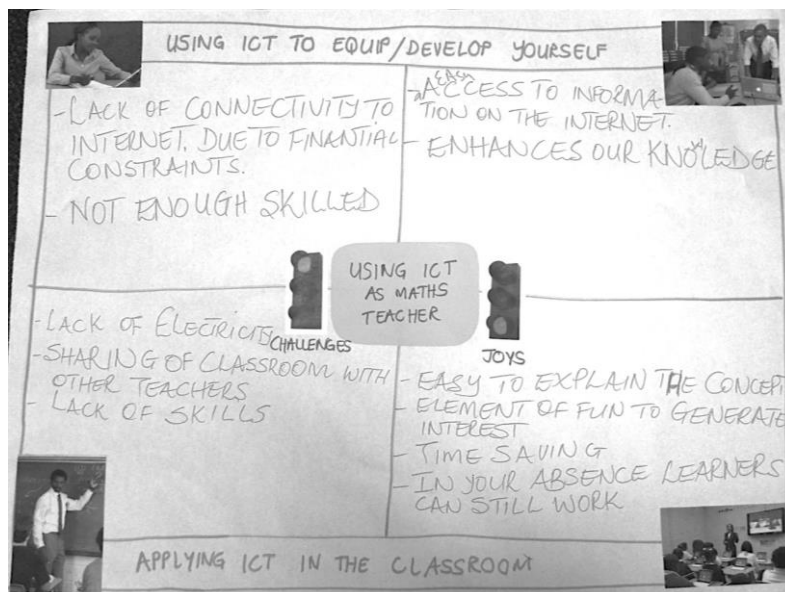 USING ICT TO EQUIP/DEVELOP YOURSELF
- LACK OF CONNECTIVITY TO
INTERNET. DUE TO FINANTIAL
CONSTRAINTS.
- NOT ENOUGH SKILLED
EASY
- ACCESS TO INFORMA-
TION ON THE INTERNET.
- ENHANCES OUR KNOWLEDGE
USING ICT
AS MATHS
TEACHER
CHALLENGES
JOYS
- LACK OF ELECTRICITY
- SHARING OF CLASSROOM WITH
OTHER TEACHERS
- LACK OF SKILLS
- EASY TO EXPLAIN THE CONCEPT
- ELEMENT OF FUN TO GENERATE
INTEREST
- TIME SAVING
- IN YOUR ABSENCE LEARNERS
CAN STILL WORK
APPLYING ICT IN THE CLASSROOM